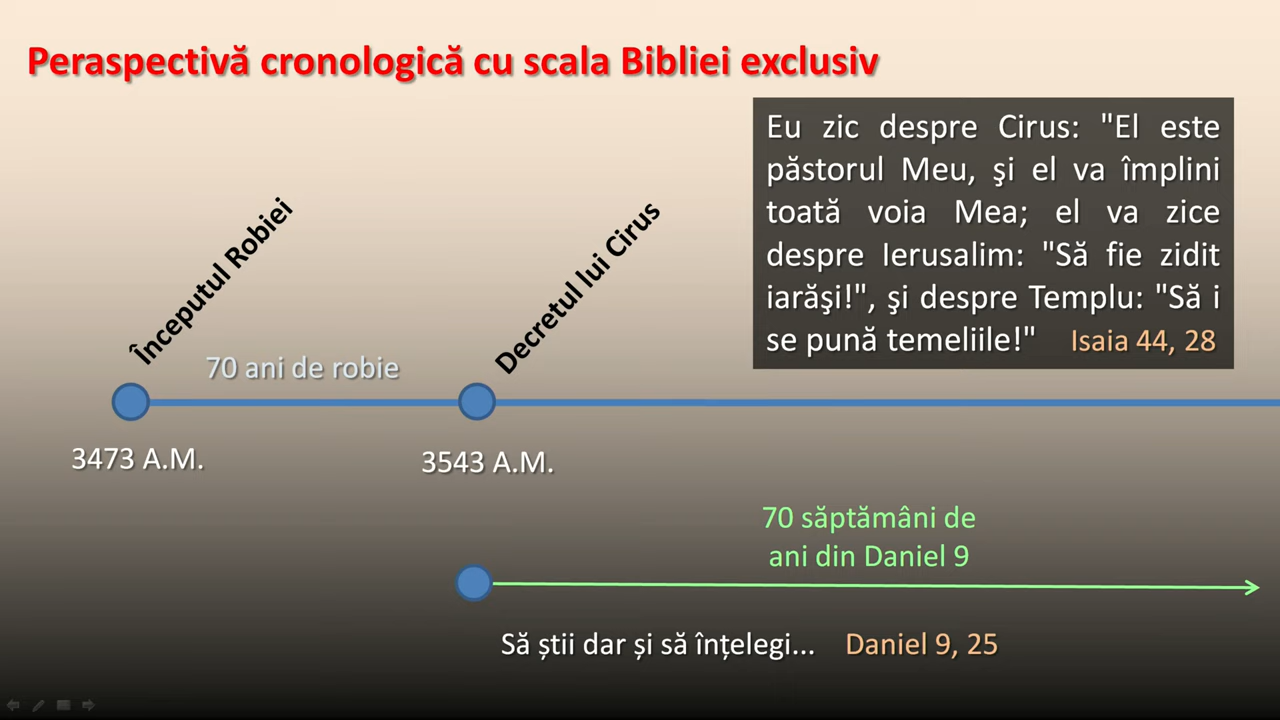 Peraspectivă cronologică cu scala Bibliei exclusiv
Eu zic despre Cirus: "El este
păstorul Meu, şi el va împlini
toată voia Mea; el va zice
despre Ierusalim: "Să fie zidit
iarăşi!", şi despre Templu: "Să i
se pună temeliile!" Isaia 44, 28
Începutul Robiei
Decretul lui Cirus
70 ani de robie
3473 A.M.
3543 A.M.
70 săptămâni de
ani din Daniel 9
Să știi dar și să înțelegi... Daniel 9, 25